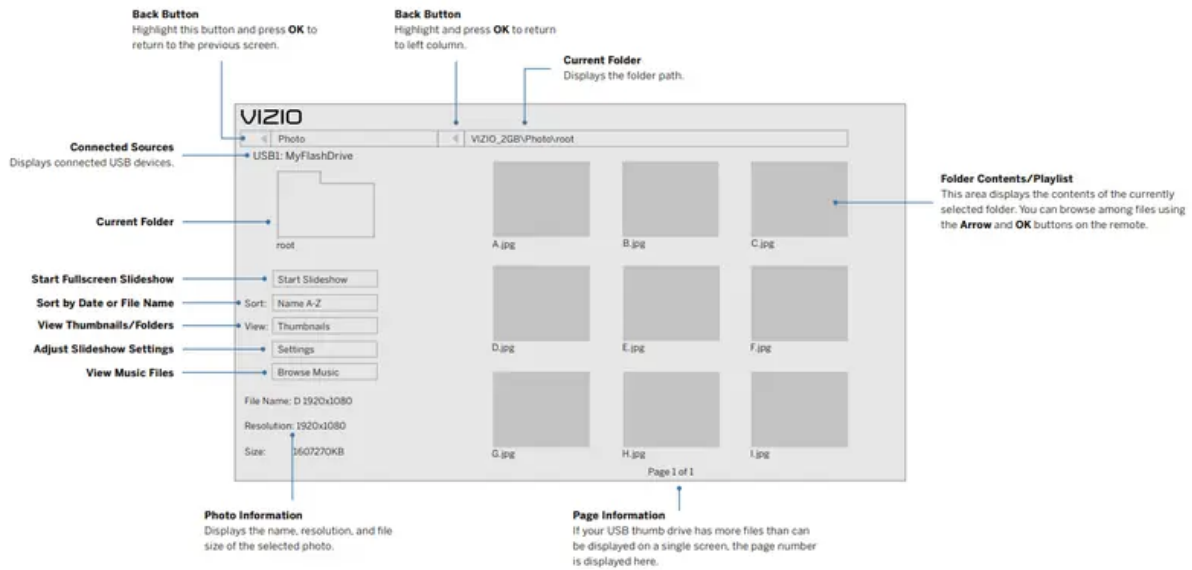 Back Button
Highlight this button and press OK to
return to the previous screen.
Back Button
Highlight and press OK to return
to left column.
Current Folder
Displays the folder path.
VIZIO
Photo
VIZIO_2GB\Photo\root
Connected Sources
Displays connected USB devices.
USB1: MyFlashDrive
Folder Contents/Playlist
This area displays the contents of the currently
selected folder. You can browse among files using
the Arrow and OK buttons on the remote.
Current Folder
root
A.jpg
B.jpg
C.jpg
Start Fullscreen Slideshow
Start Slideshow
Sort by Date or File Name
Sort: Name A-Z
View Thumbnails/Folders
View: Thumbnails
Adjust Slideshow Settings
Settings
D.jpg
E.jpg
F.jpg
View Music Files
Browse Music
File Name: D 1920x1080
Resolution: 1920x1080
Size: 1607270KB
G.jpg
H.jpg
I.jpg
Page 1 of 1
Photo Information
Displays the name, resolution, and file
size of the selected photo.
Page Information
If your USB thumb drive has more files than can
be displayed on a single screen, the page number
is displayed here.